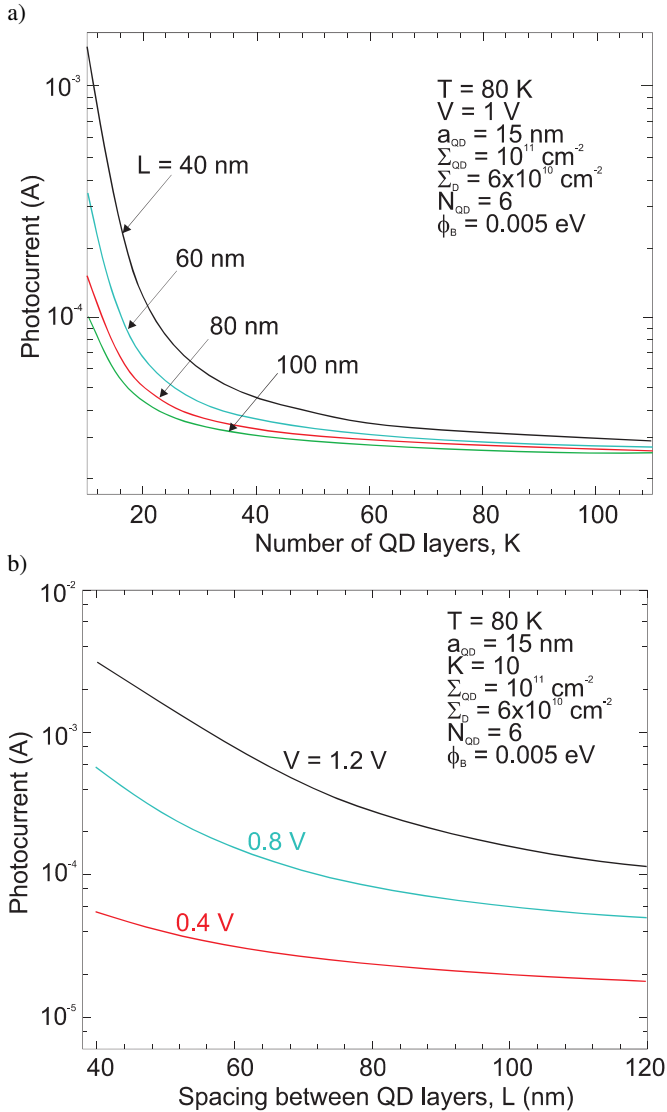 a)
10⁻³
10⁻⁴
Photocurrent (A)
T = 80 K
V = 1 V
a_QD = 15 nm
Σ_QD = 10¹¹ cm⁻²
Σ_D = 6x10¹⁰ cm⁻²
N_QD = 6
ϕ_B = 0.005 eV
L = 40 nm
60 nm
80 nm
100 nm
20 40 60 80 100
Number of QD layers, K
b)
10⁻²
10⁻³
10⁻⁴
10⁻⁵
Photocurrent (A)
T = 80 K
a_QD = 15 nm
K = 10
Σ_QD = 10¹¹ cm⁻²
Σ_D = 6x10¹⁰ cm⁻²
N_QD = 6
ϕ_B = 0.005 eV
V = 1.2 V
0.8 V
0.4 V
40 60 80 100 120
Spacing between QD layers, L (nm)